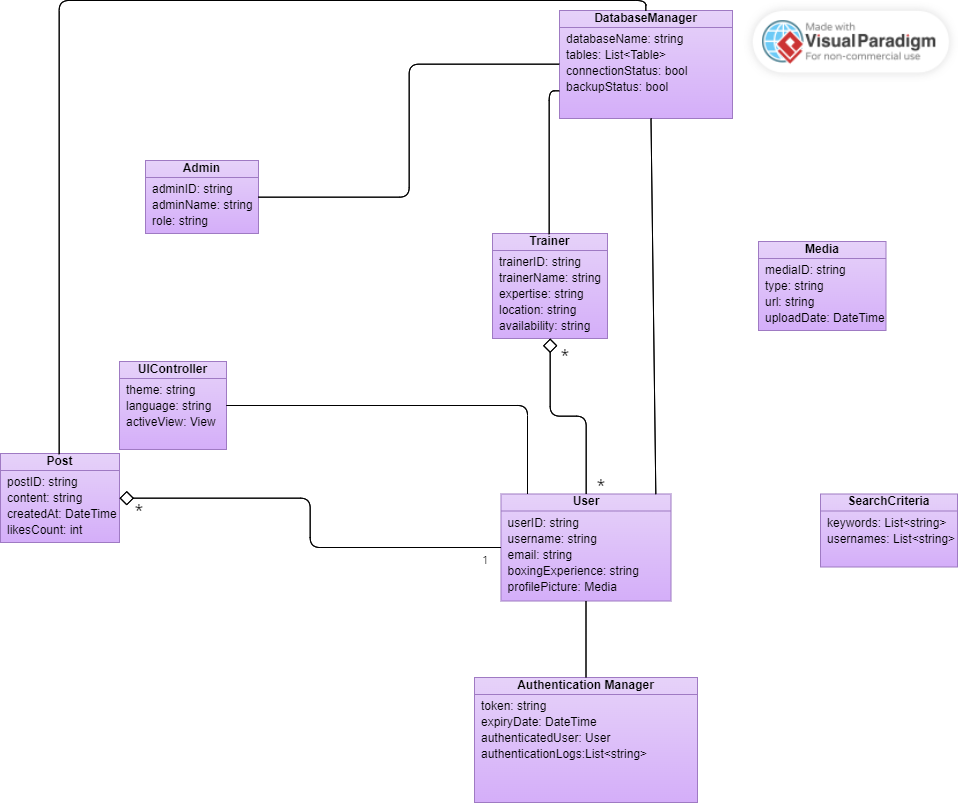 DatabaseManager
databaseName: string
tables: List<Table>
connectionStatus: bool
backupStatus: bool
Made with
VisualParadigm
For non-commercial use
Admin
adminID: string
adminName: string
role: string
Trainer
trainerID: string
trainerName: string
expertise: string
location: string
availability: string
*
Media
mediaID: string
type: string
url: string
uploadDate: DateTime
UIController
theme: string
language: string
activeView: View
Post
postID: string
content: string
createdAt: DateTime
likesCount: int
*
*
1
User
userID: string
username: string
email: string
boxingExperience: string
profilePicture: Media
SearchCriteria
keywords: List<string>
usernames: List<string>
Authentication Manager
token: string
expiryDate: DateTime
authenticatedUser: User
authenticationLogs:List<string>